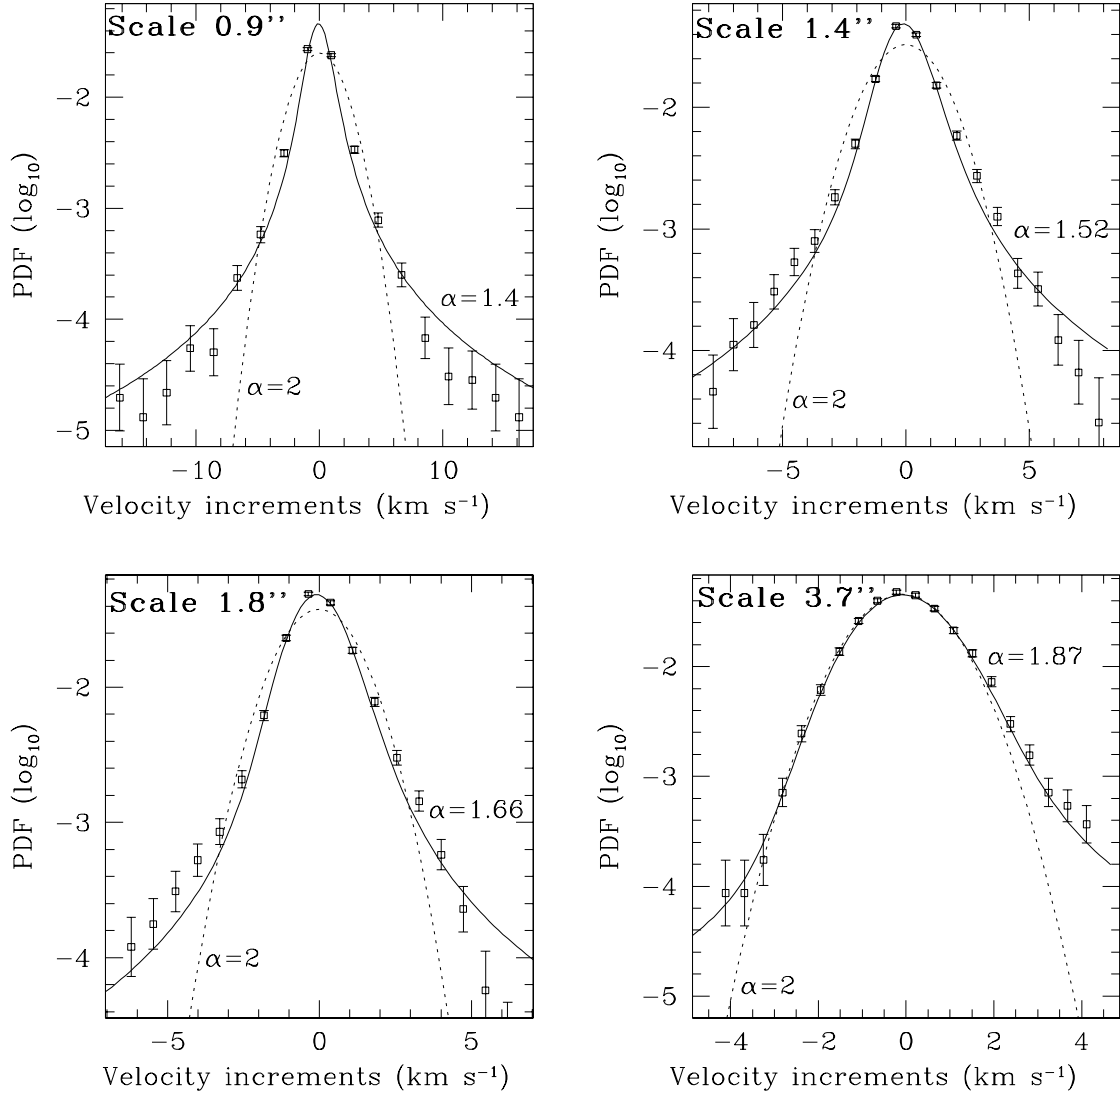 Scale 0.9’’
−2
−3
−4
−5
PDF (log₁₀)
α=1.4
α=2
−10 0 10
Velocity increments (km s⁻¹)
Scale 1.4’’
−2
−3
−4
PDF (log₁₀)
α=1.52
α=2
−5 0 5
Velocity increments (km s⁻¹)
Scale 1.8’’
−2
−3
−4
PDF (log₁₀)
α=1.66
α=2
−5 0 5
Velocity increments (km s⁻¹)
Scale 3.7’’
−2
−3
−4
−5
PDF (log₁₀)
α=1.87
α=2
−4 −2 0 2 4
Velocity increments (km s⁻¹)